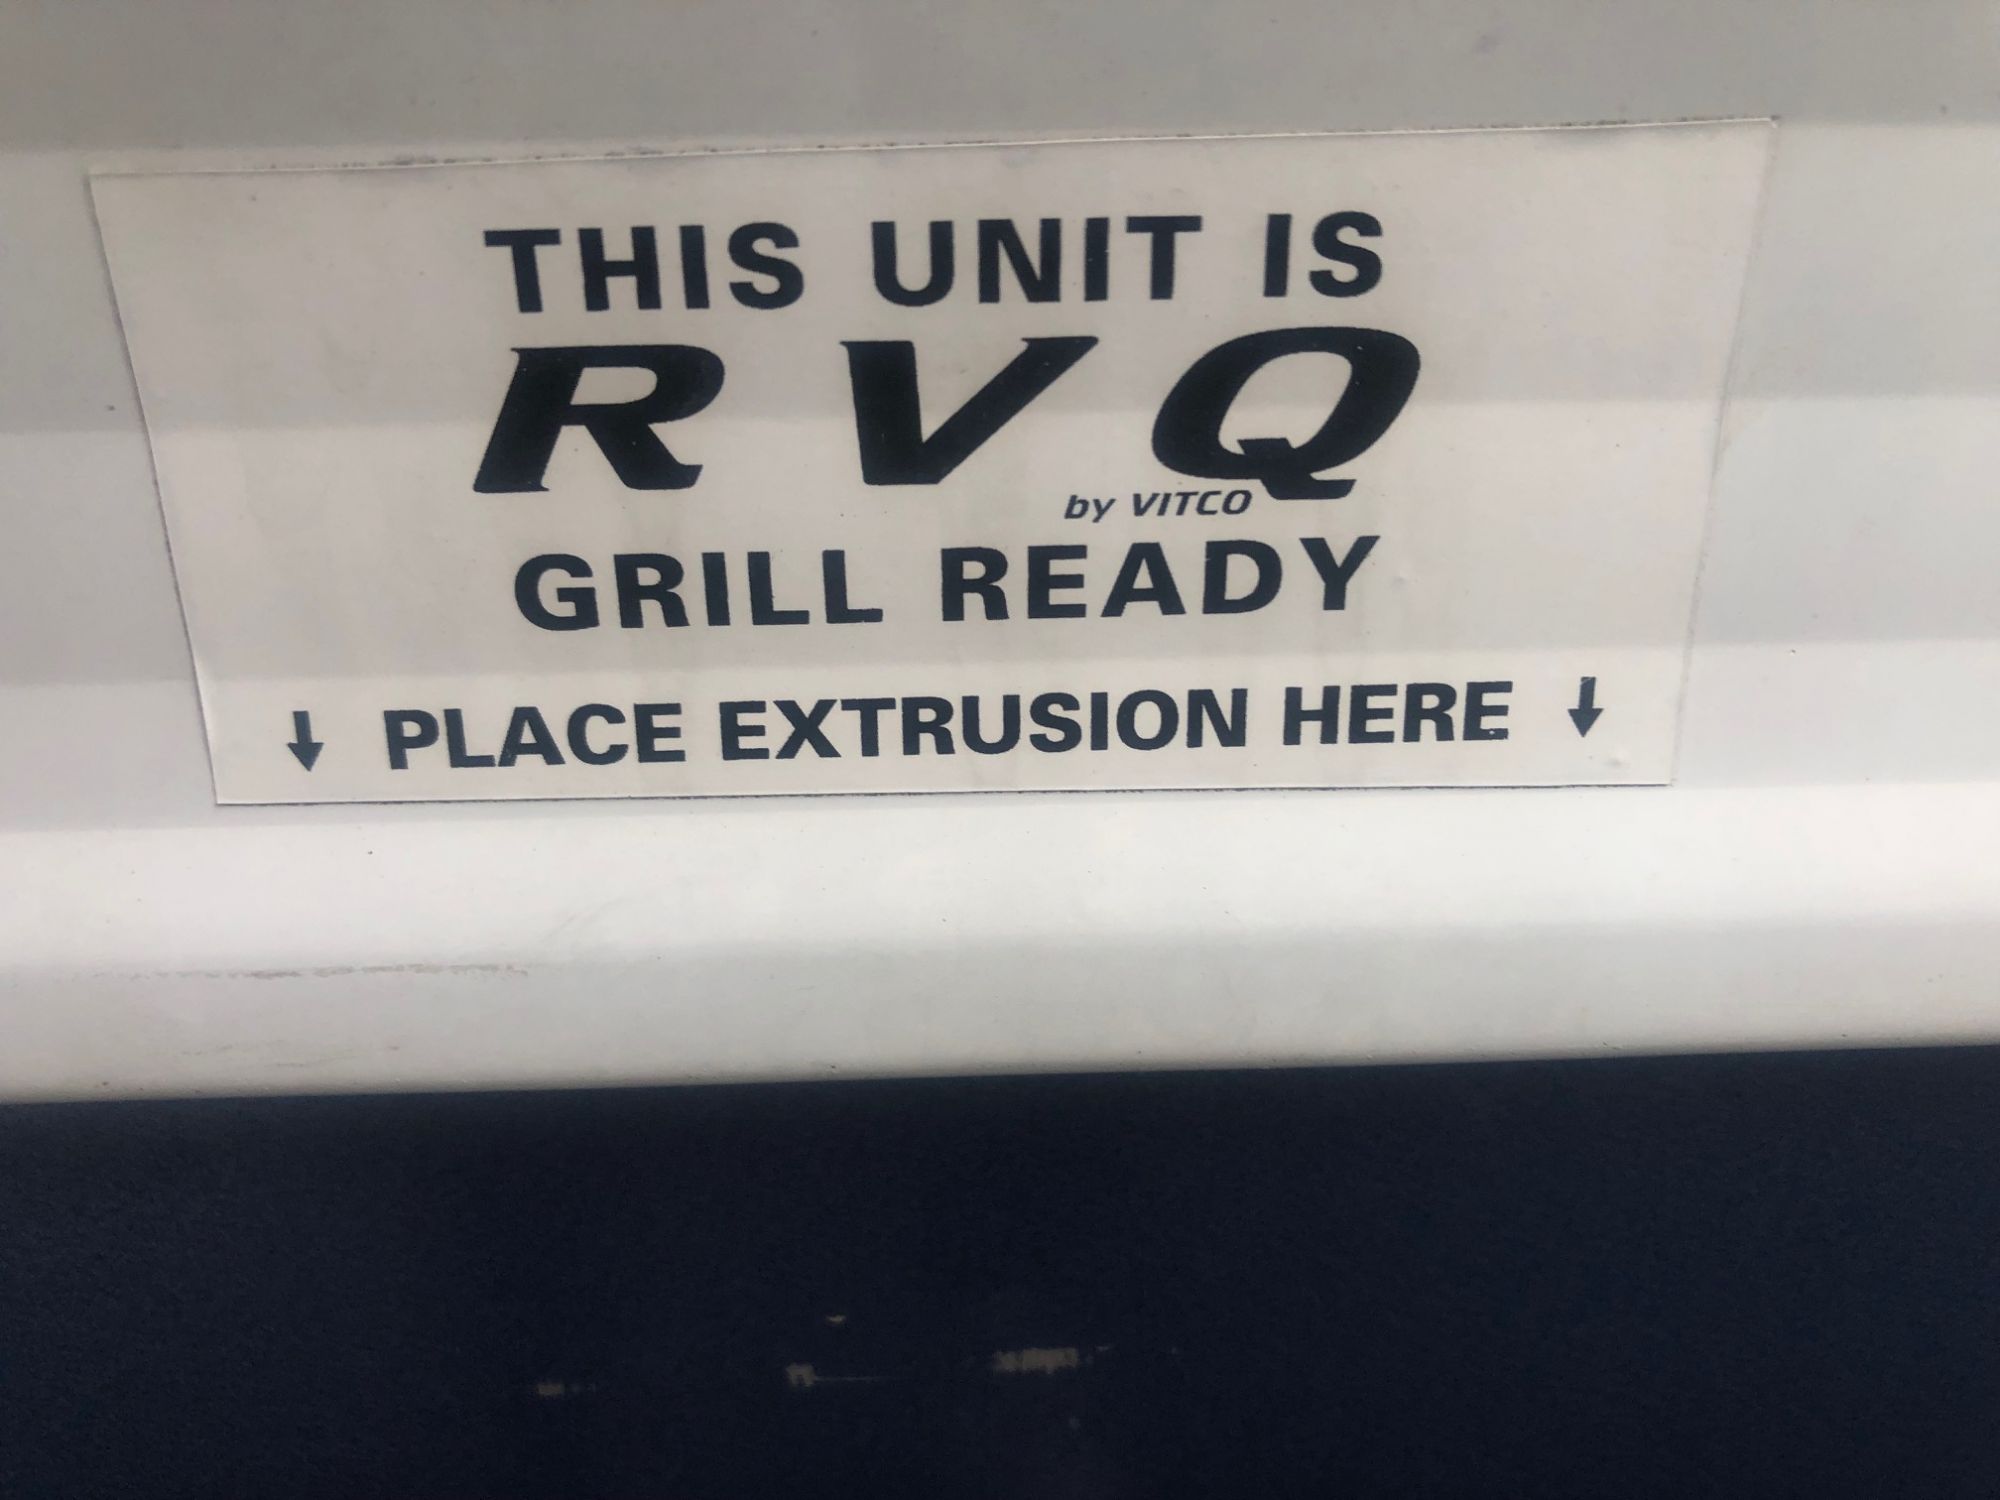 THIS UNIT IS
RVQ
by VITCO
GRILL READY
↓ PLACE EXTRUSION HERE ↓